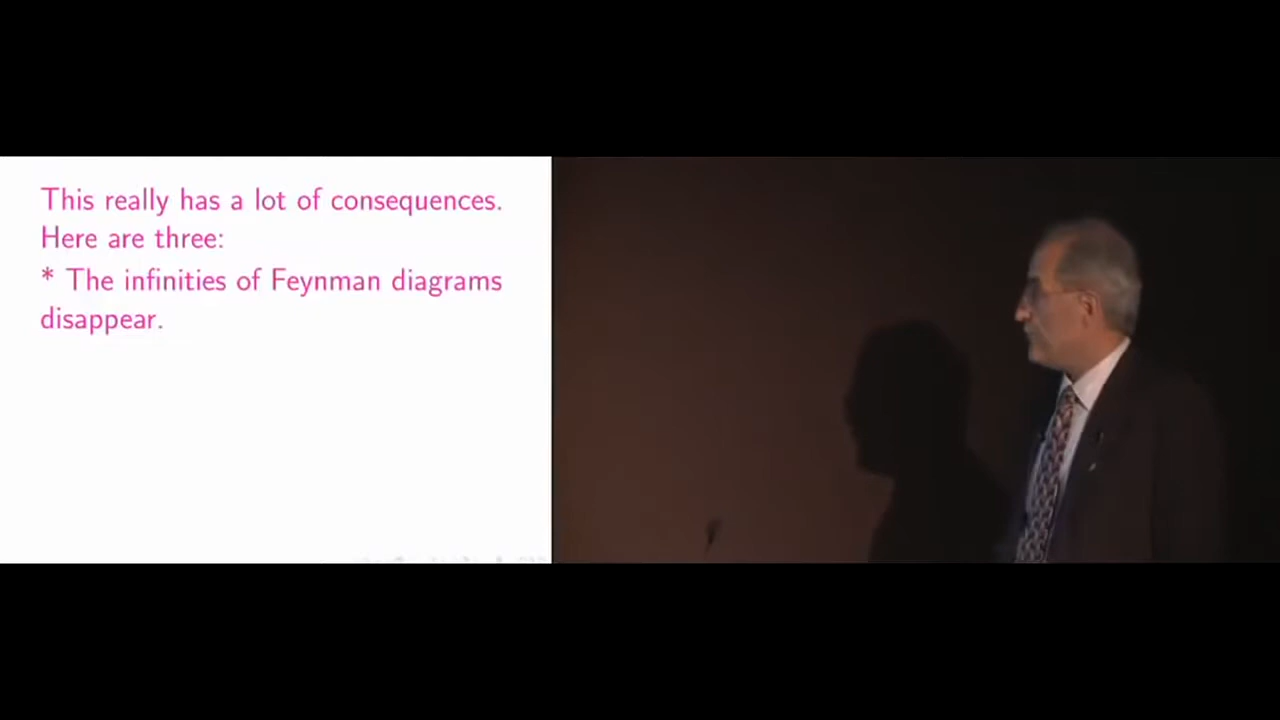 This really has a lot of consequences.
Here are three:
* The infinities of Feynman diagrams
disappear.